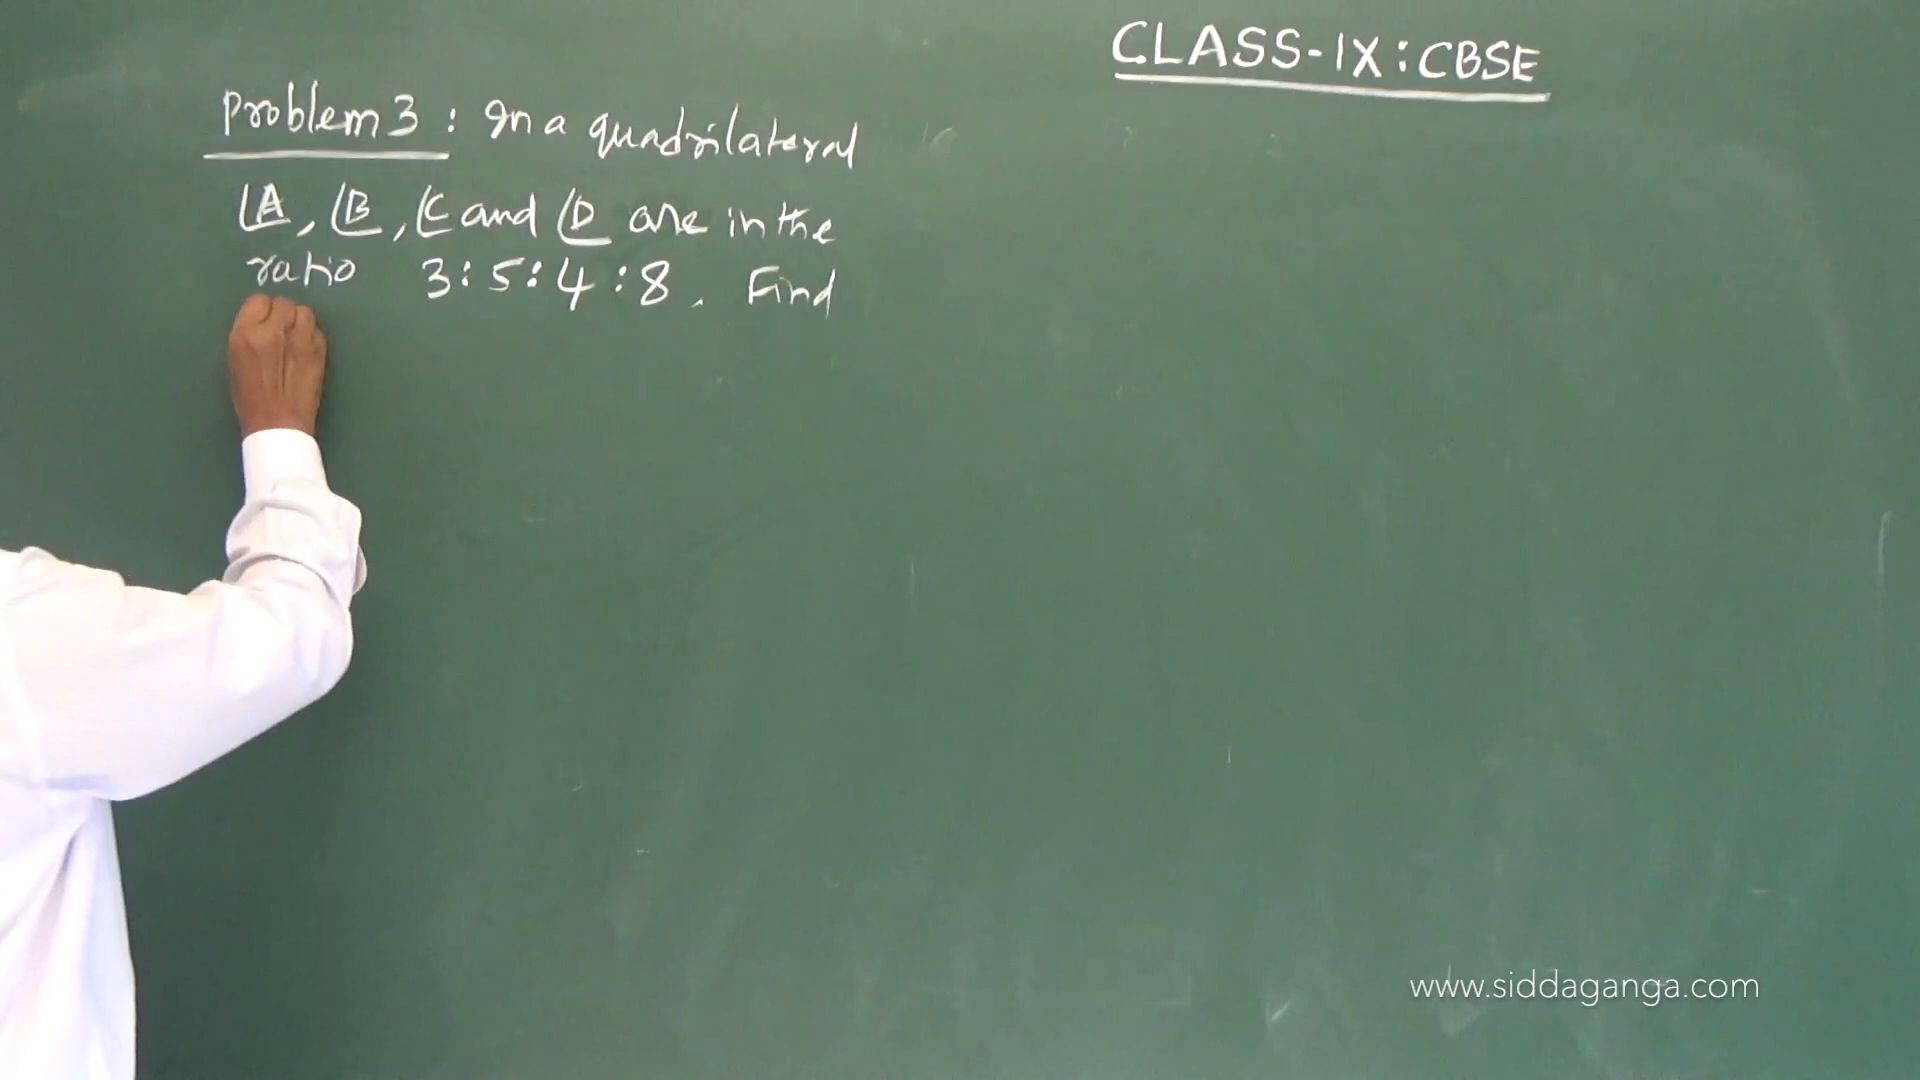 CLASS-IX:CBSE
Problem 3 : In a quadrilateral
∠A, ∠B, ∠C and ∠D are in the
ratio 3:5:4:8. Find
www.siddaganga.com